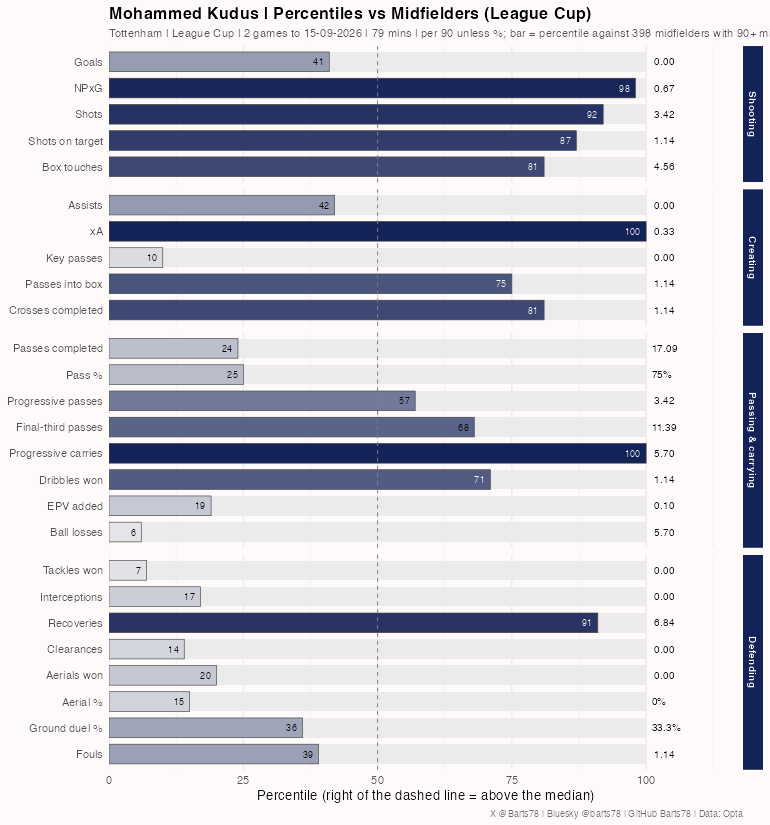 Mohammed Kudus | Percentiles vs Midfielders (League Cup)
Tottenham | League Cup | 2 games to 15-09-2026 | 79 mins | per 90 unless %; bar = percentile against 398 midfielders with 90+
Goals 41 0.00
NPxG 98 0.67
Shots 92 3.42
Shots on target 87 1.14
Box touches 81 4.56
Shooting
Assists 42 0.00
xA 100 0.33
Key passes 10 0.00
Passes into box 75 1.14
Crosses completed 81 1.14
Creating
Passes completed 24 17.09
Pass % 25 75%
Progressive passes 57 3.42
Final-third passes 68 11.39
Progressive carries 100 5.70
Dribbles won 71 1.14
EPV added 19 0.10
Ball losses 6 5.70
Passing & carrying
Tackles won 7 0.00
Interceptions 17 0.00
Recoveries 91 6.84
Clearances 14 0.00
Aerials won 20 0.00
Aerial % 15 0%
Ground duel % 36 33.3%
Fouls 39 1.14
Defending
0 25 50 75 100
Percentile (right of the dashed line = above the median)
X @Barts78 | Bluesky @barts78 | GitHub Barts78 | Data: Opta